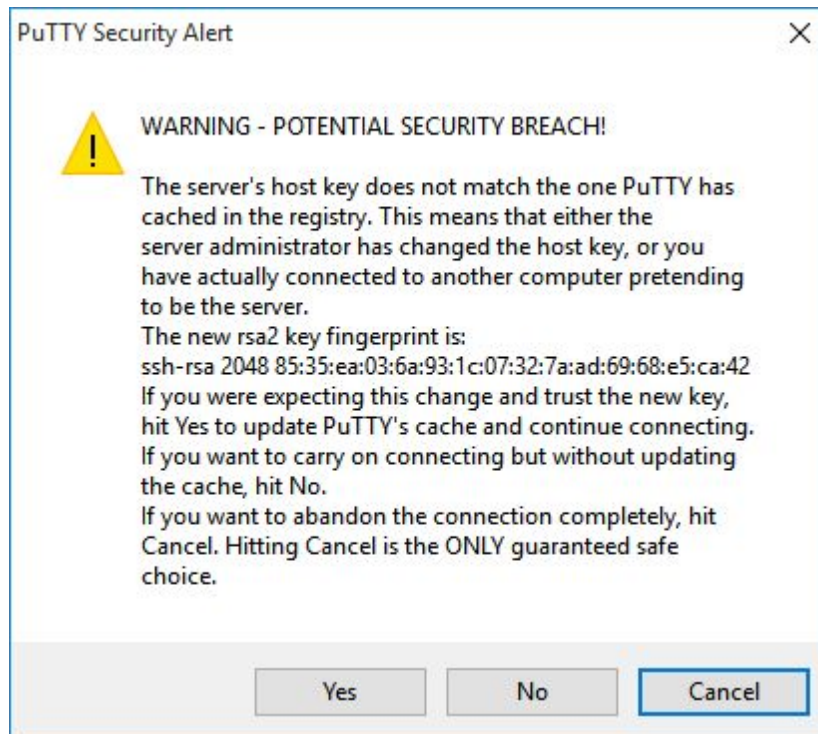 PuTTY Security Alert
WARNING - POTENTIAL SECURITY BREACH!
The server's host key does not match the one PuTTY has
cached in the registry. This means that either the
server administrator has changed the host key, or you
have actually connected to another computer pretending
to be the server.
The new rsa2 key fingerprint is:
ssh-rsa 2048 85:35:ea:03:6a:93:1c:07:32:7a:ad:69:68:e5:ca:42
If you were expecting this change and trust the new key,
hit Yes to update PuTTY's cache and continue connecting.
If you want to carry on connecting but without updating
the cache, hit No.
If you want to abandon the connection completely, hit
Cancel. Hitting Cancel is the ONLY guaranteed safe
choice.
Yes No Cancel